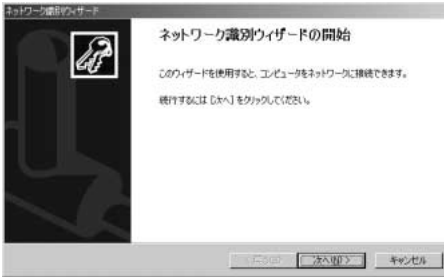 ネットワーク識別ウィザード
ネットワーク識別ウィザードの開始
このウィザードを使用すると、コンピュータをネットワークに接続できます。
続行するには [次へ] をクリックしてください。
次へ(N) >
キャンセル